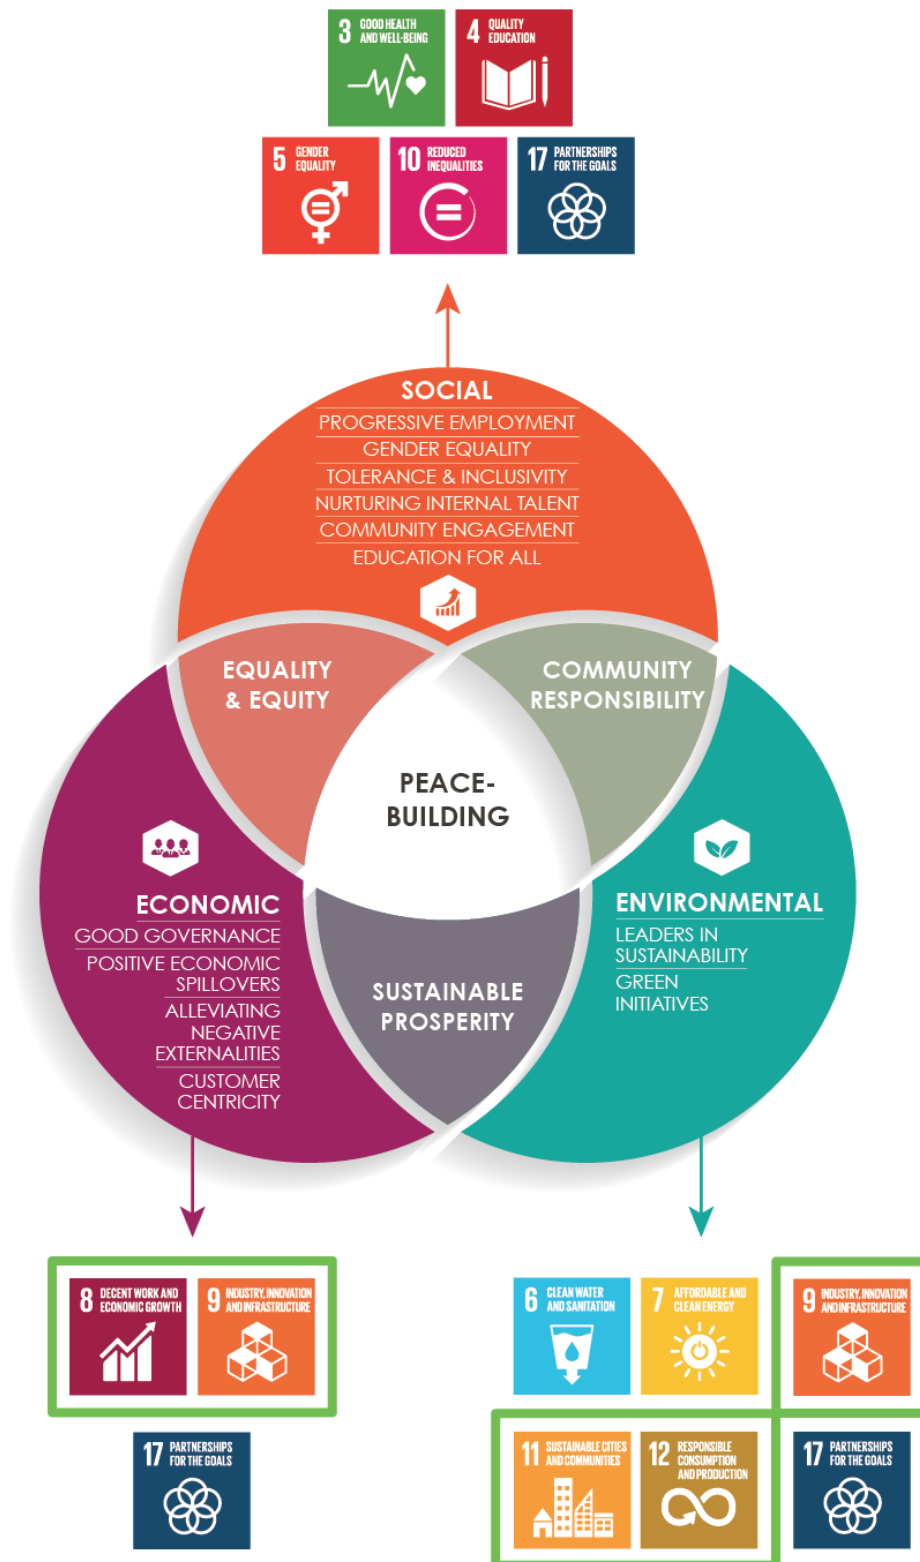 3 GOOD HEALTH
AND WELL-BEING
4 QUALITY
EDUCATION
5 GENDER
EQUALITY
10 REDUCED
INEQUALITIES
17 PARTNERSHIPS
FOR THE GOALS
SOCIAL
PROGRESSIVE EMPLOYMENT
GENDER EQUALITY
TOLERANCE & INCLUSIVITY
NURTURING INTERNAL TALENT
COMMUNITY ENGAGEMENT
EDUCATION FOR ALL
EQUALITY
& EQUITY
COMMUNITY
RESPONSIBILITY
PEACE-
BUILDING
ECONOMIC
GOOD GOVERNANCE
POSITIVE ECONOMIC
SPILLOVERS
ALLEVIATING
NEGATIVE
EXTERNALITIES
CUSTOMER
CENTRICITY
ENVIRONMENTAL
LEADERS IN
SUSTAINABILITY
GREEN
INITIATIVES
SUSTAINABLE
PROSPERITY
8 DECENT WORK AND
ECONOMIC GROWTH
9 INDUSTRY, INNOVATION
AND INFRASTRUCTURE
17 PARTNERSHIPS
FOR THE GOALS
6 CLEAN WATER
AND SANITATION
7 AFFORDABLE AND
CLEAN ENERGY
9 INDUSTRY, INNOVATION
AND INFRASTRUCTURE
11 SUSTAINABLE CITIES
AND COMMUNITIES
12 RESPONSIBLE
CONSUMPTION
AND PRODUCTION
17 PARTNERSHIPS
FOR THE GOALS